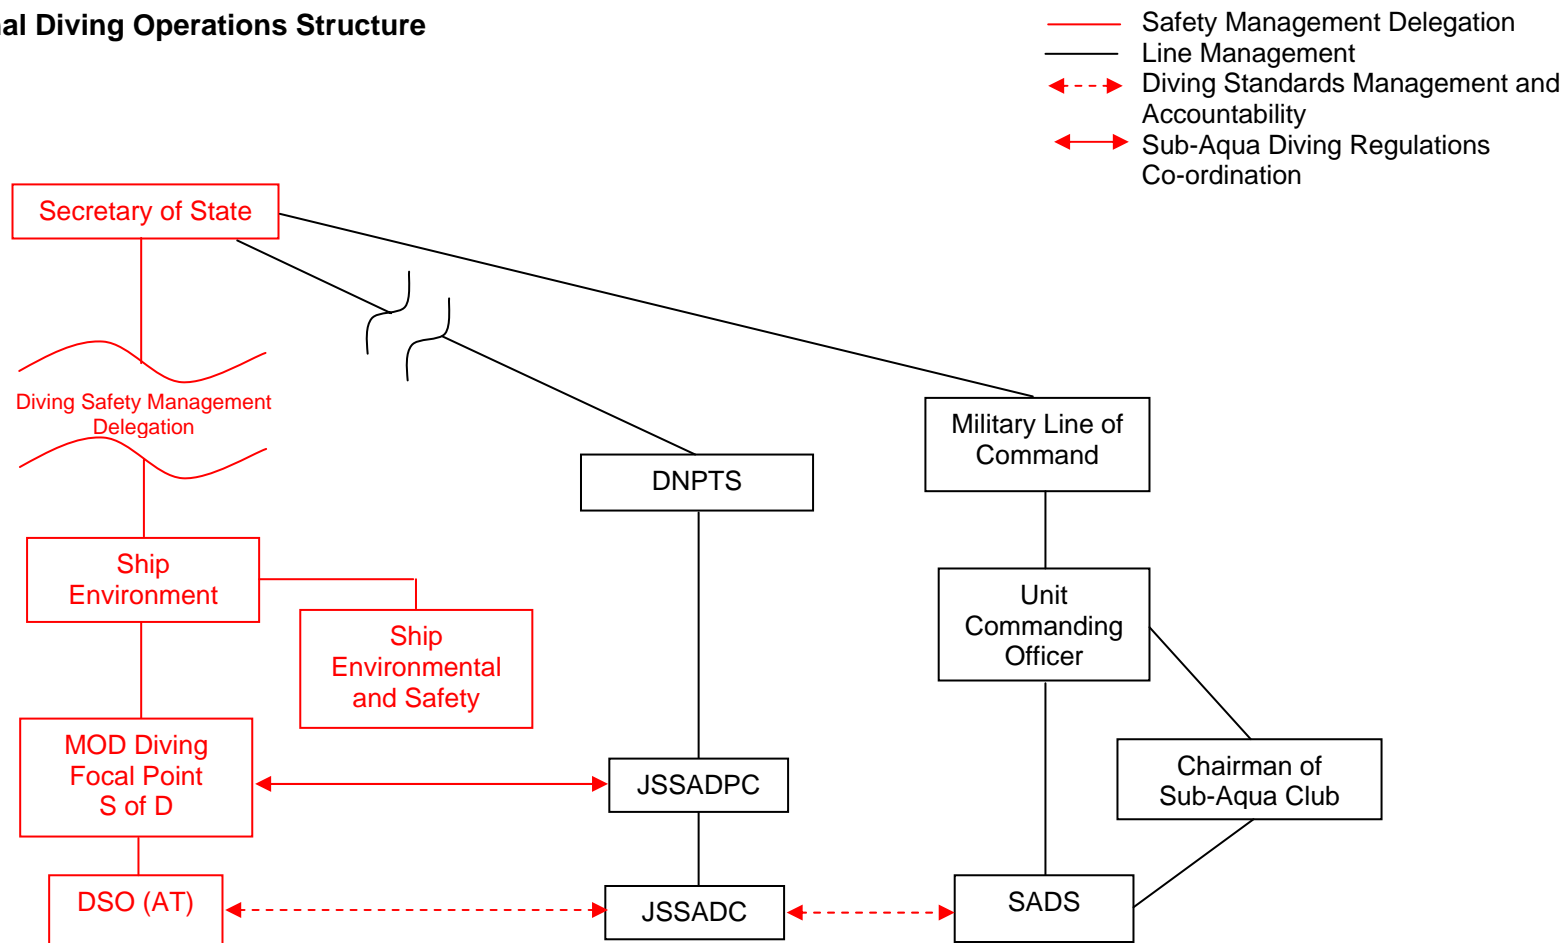 al Diving Operations Structure
Safety Management Delegation
Line Management
Diving Standards Management and
Accountability
Sub-Aqua Diving Regulations
Co-ordination
Secretary of State
Diving Safety Management
Delegation
Military Line of
Command
DNPTS
Ship
Environment
Ship
Environmental
and Safety
Unit
Commanding
Officer
MOD Diving
Focal Point
S of D
JSSADPC
Chairman of
Sub-Aqua Club
DSO (AT)
JSSADC
SADS